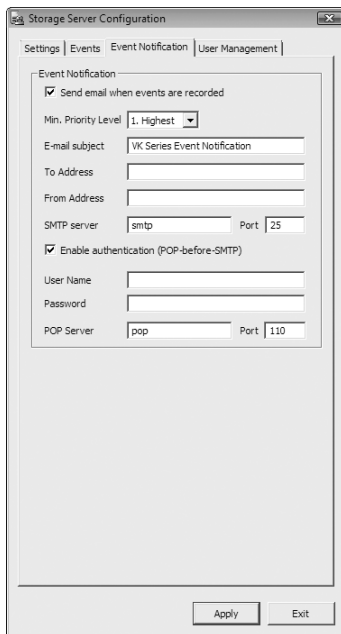 Storage Server Configuration
Settings Events Event Notification User Management
Event Notification
Send email when events are recorded
Min. Priority Level 1. Highest
E-mail subject VK Series Event Notification
To Address
From Address
SMTP server smtp Port 25
Enable authentication (POP-before-SMTP)
User Name
Password
POP Server pop Port 110
Apply Exit